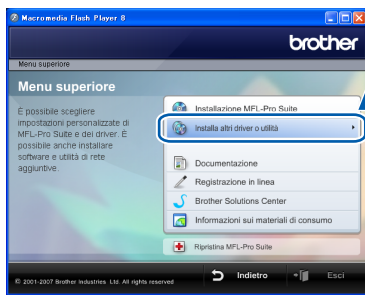 Macromedia Flash Player 8
brother
Menu superiore
Menu superiore
È possibile scegliere
impostazioni personalizzate di
MFL-Pro Suite e dei driver. È
possibile anche installare
software e utilità di rete
aggiuntive.
Installazione MFL-Pro Suite
Installa altri driver o utilità
Documentazione
Registrazione in linea
Brother Solutions Center
Informazioni sui materiali di consumo
Ripristina MFL-Pro Suite
© 2001-2007 Brother Industries Ltd. All rights reserved
Indietro
Esci